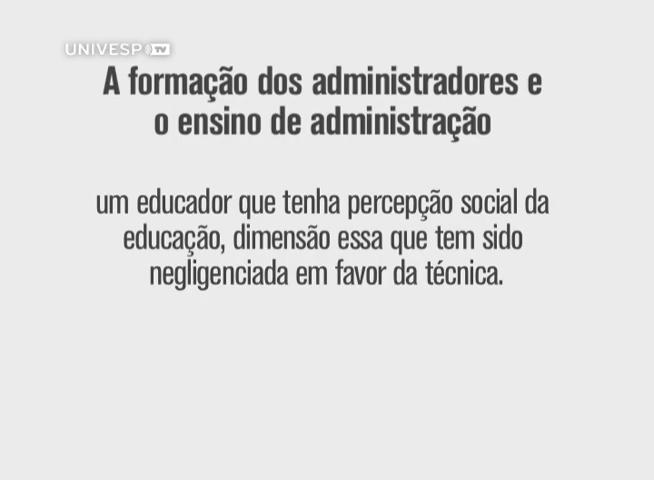 UNIVESP TV
A formação dos administradores e
o ensino de administração
um educador que tenha percepção social da
educação, dimensão essa que tem sido
negligenciada em favor da técnica.